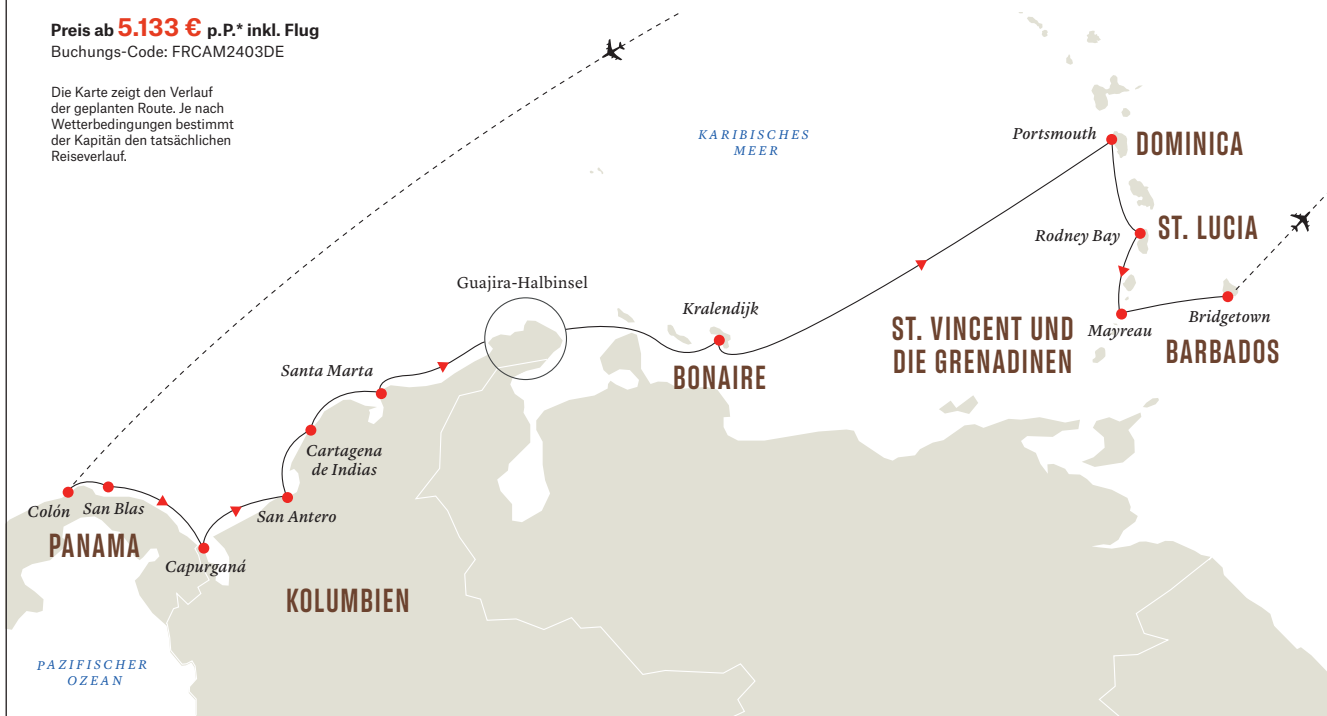 Preis ab 5.133 € p.P.* inkl. Flug
Buchungs-Code: FRCAM2403DE
Die Karte zeigt den Verlauf
der geplanten Route. Je nach
Wetterbedingungen bestimmt
der Kapitän den tatsächlichen
Reiseverlauf.
KARIBISCHES
MEER
Portsmouth
DOMINICA
Rodney Bay
ST. LUCIA
Guajira-Halbinsel
Kralendijk
BONAIRE
ST. VINCENT UND
DIE GRENADINEN
Mayreau
Bridgetown
BARBADOS
Santa Marta
Cartagena
de Indias
San Antero
Colón
San Blas
PANAMA
Capurganá
KOLUMBIEN
PAZIFISCHER
OZEAN